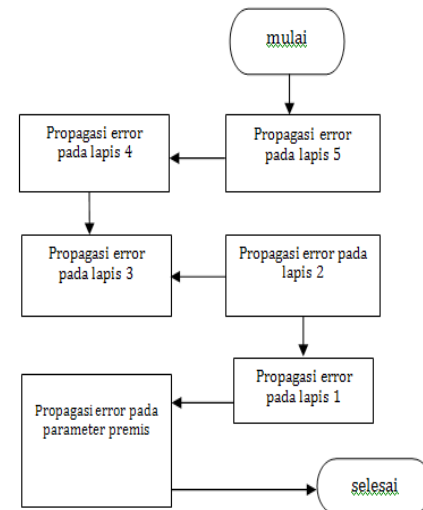 mulai
Propagasi error
pada lapis 5
Propagasi error
pada lapis 4
Propagasi error
pada lapis 3
Propagasi error pada
lapis 2
Propagasi error
pada lapis 1
Propagasi error pada
parameter premis
selesai